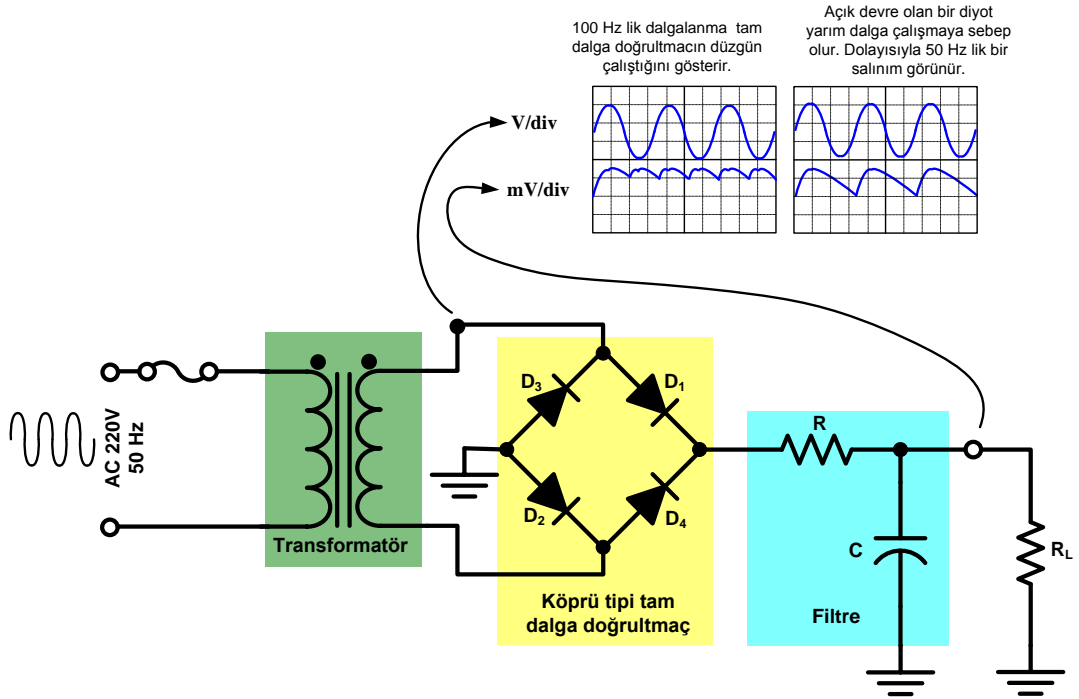 100 Hz lik dalgalanma tam
dalga doğrultmacın düzgün
çalıştığını gösterir.
Açık devre olan bir diyot
yarım dalga çalışmaya sebep
olur. Dolayısıyla 50 Hz lik bir
salınım görünür.
V/div
mV/div
AC 220V
50 Hz
Transformatör
D3
D1
D2
D4
Köprü tipi tam
dalga doğrultmaç
R
C
Filtre
RL